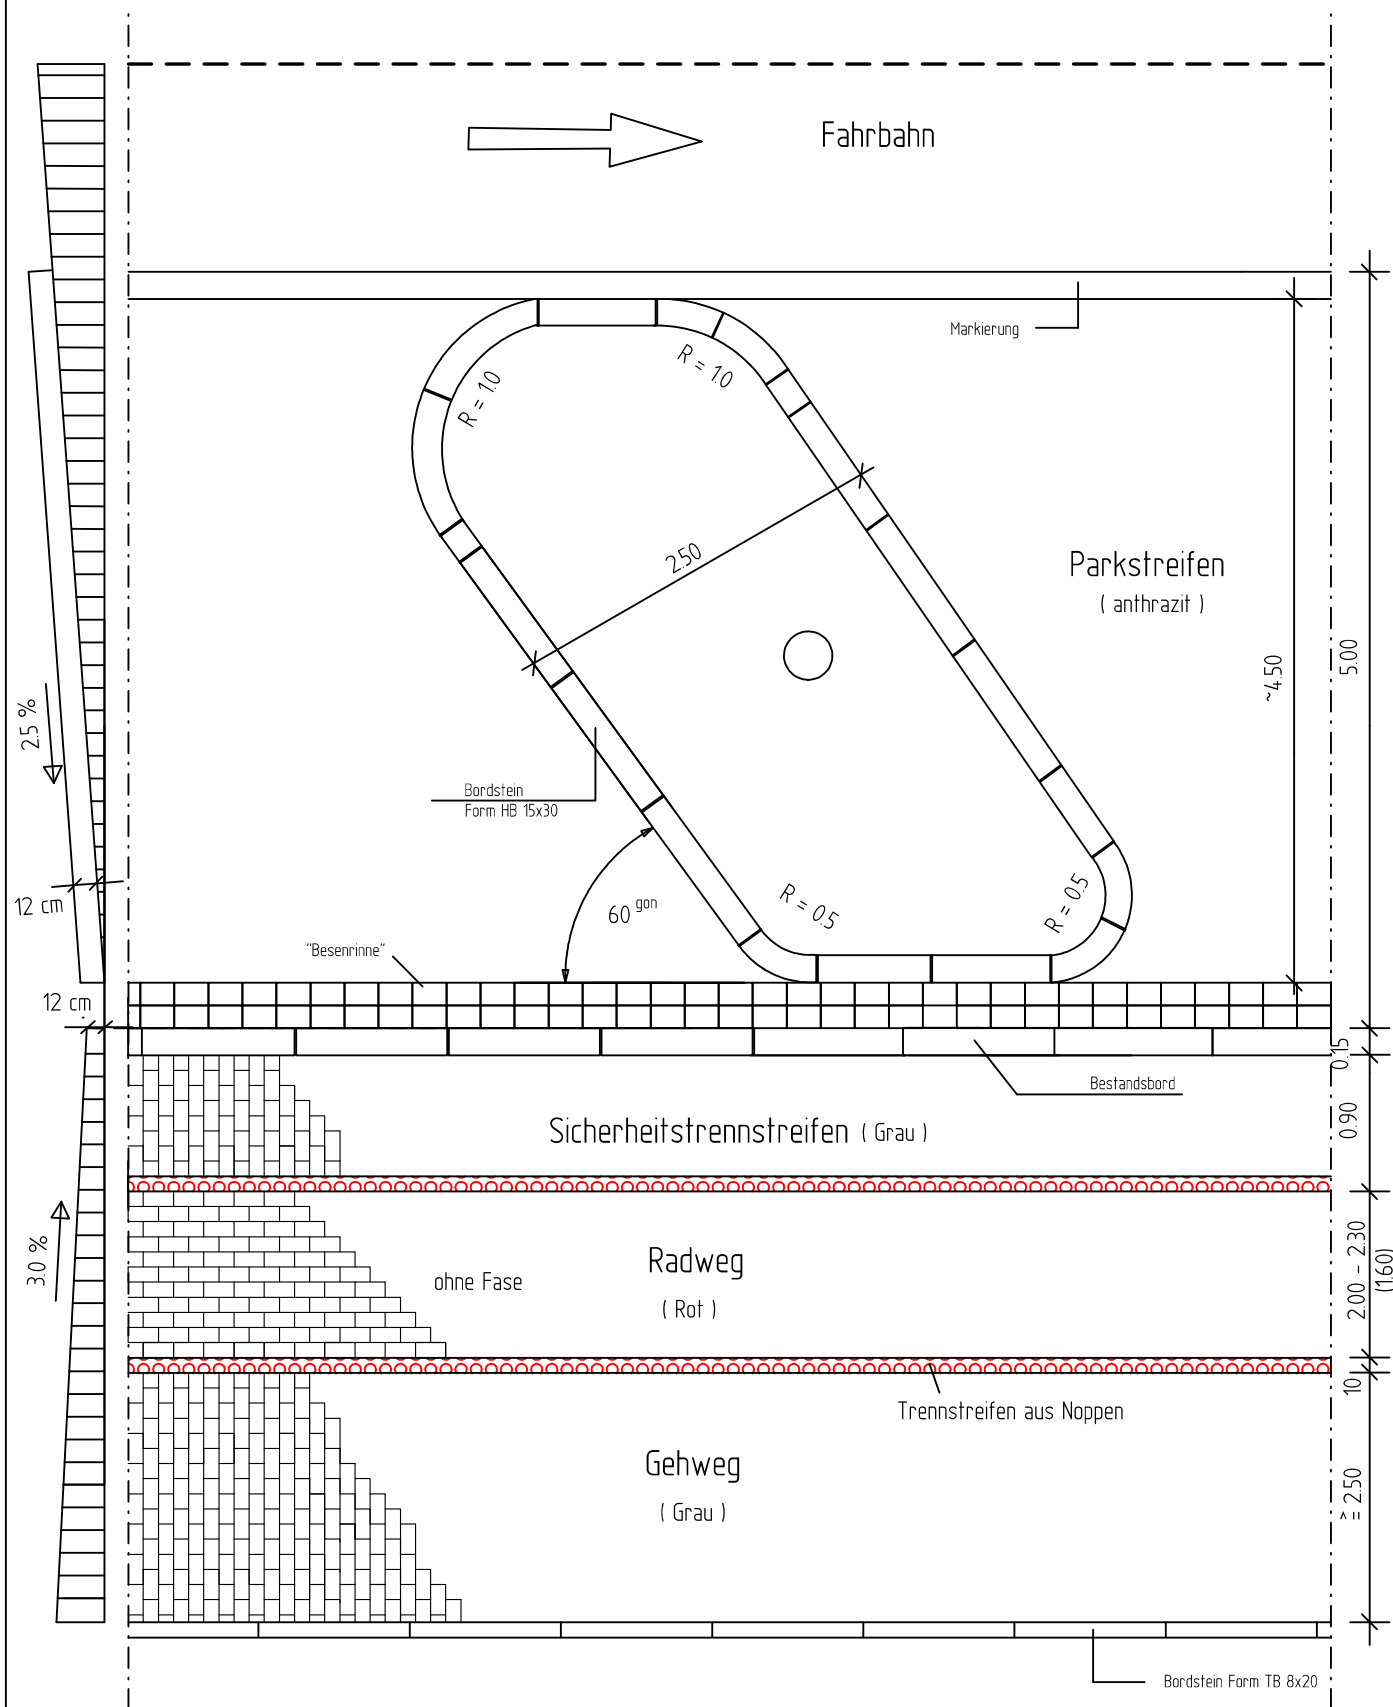 Fahrbahn
Markierung
R = 1.0
R = 1.0
2.50
Parkstreifen
( anthrazit )
~4.50
5.00
2.5 %
Bordstein
Form HB 15x30
12 cm
60 gon
R = 0.5
R = 0.5
"Besenrinne"
12 cm
0.15
Bestandsbord
0.90
Sicherheitstrennstreifen ( Grau )
3.0 %
Radweg
ohne Fase
( Rot )
2.00 - 2.30
(1.60)
10
Trennstreifen aus Noppen
Gehweg
( Grau )
≙ 2.50
Bordstein Form TB 8x20